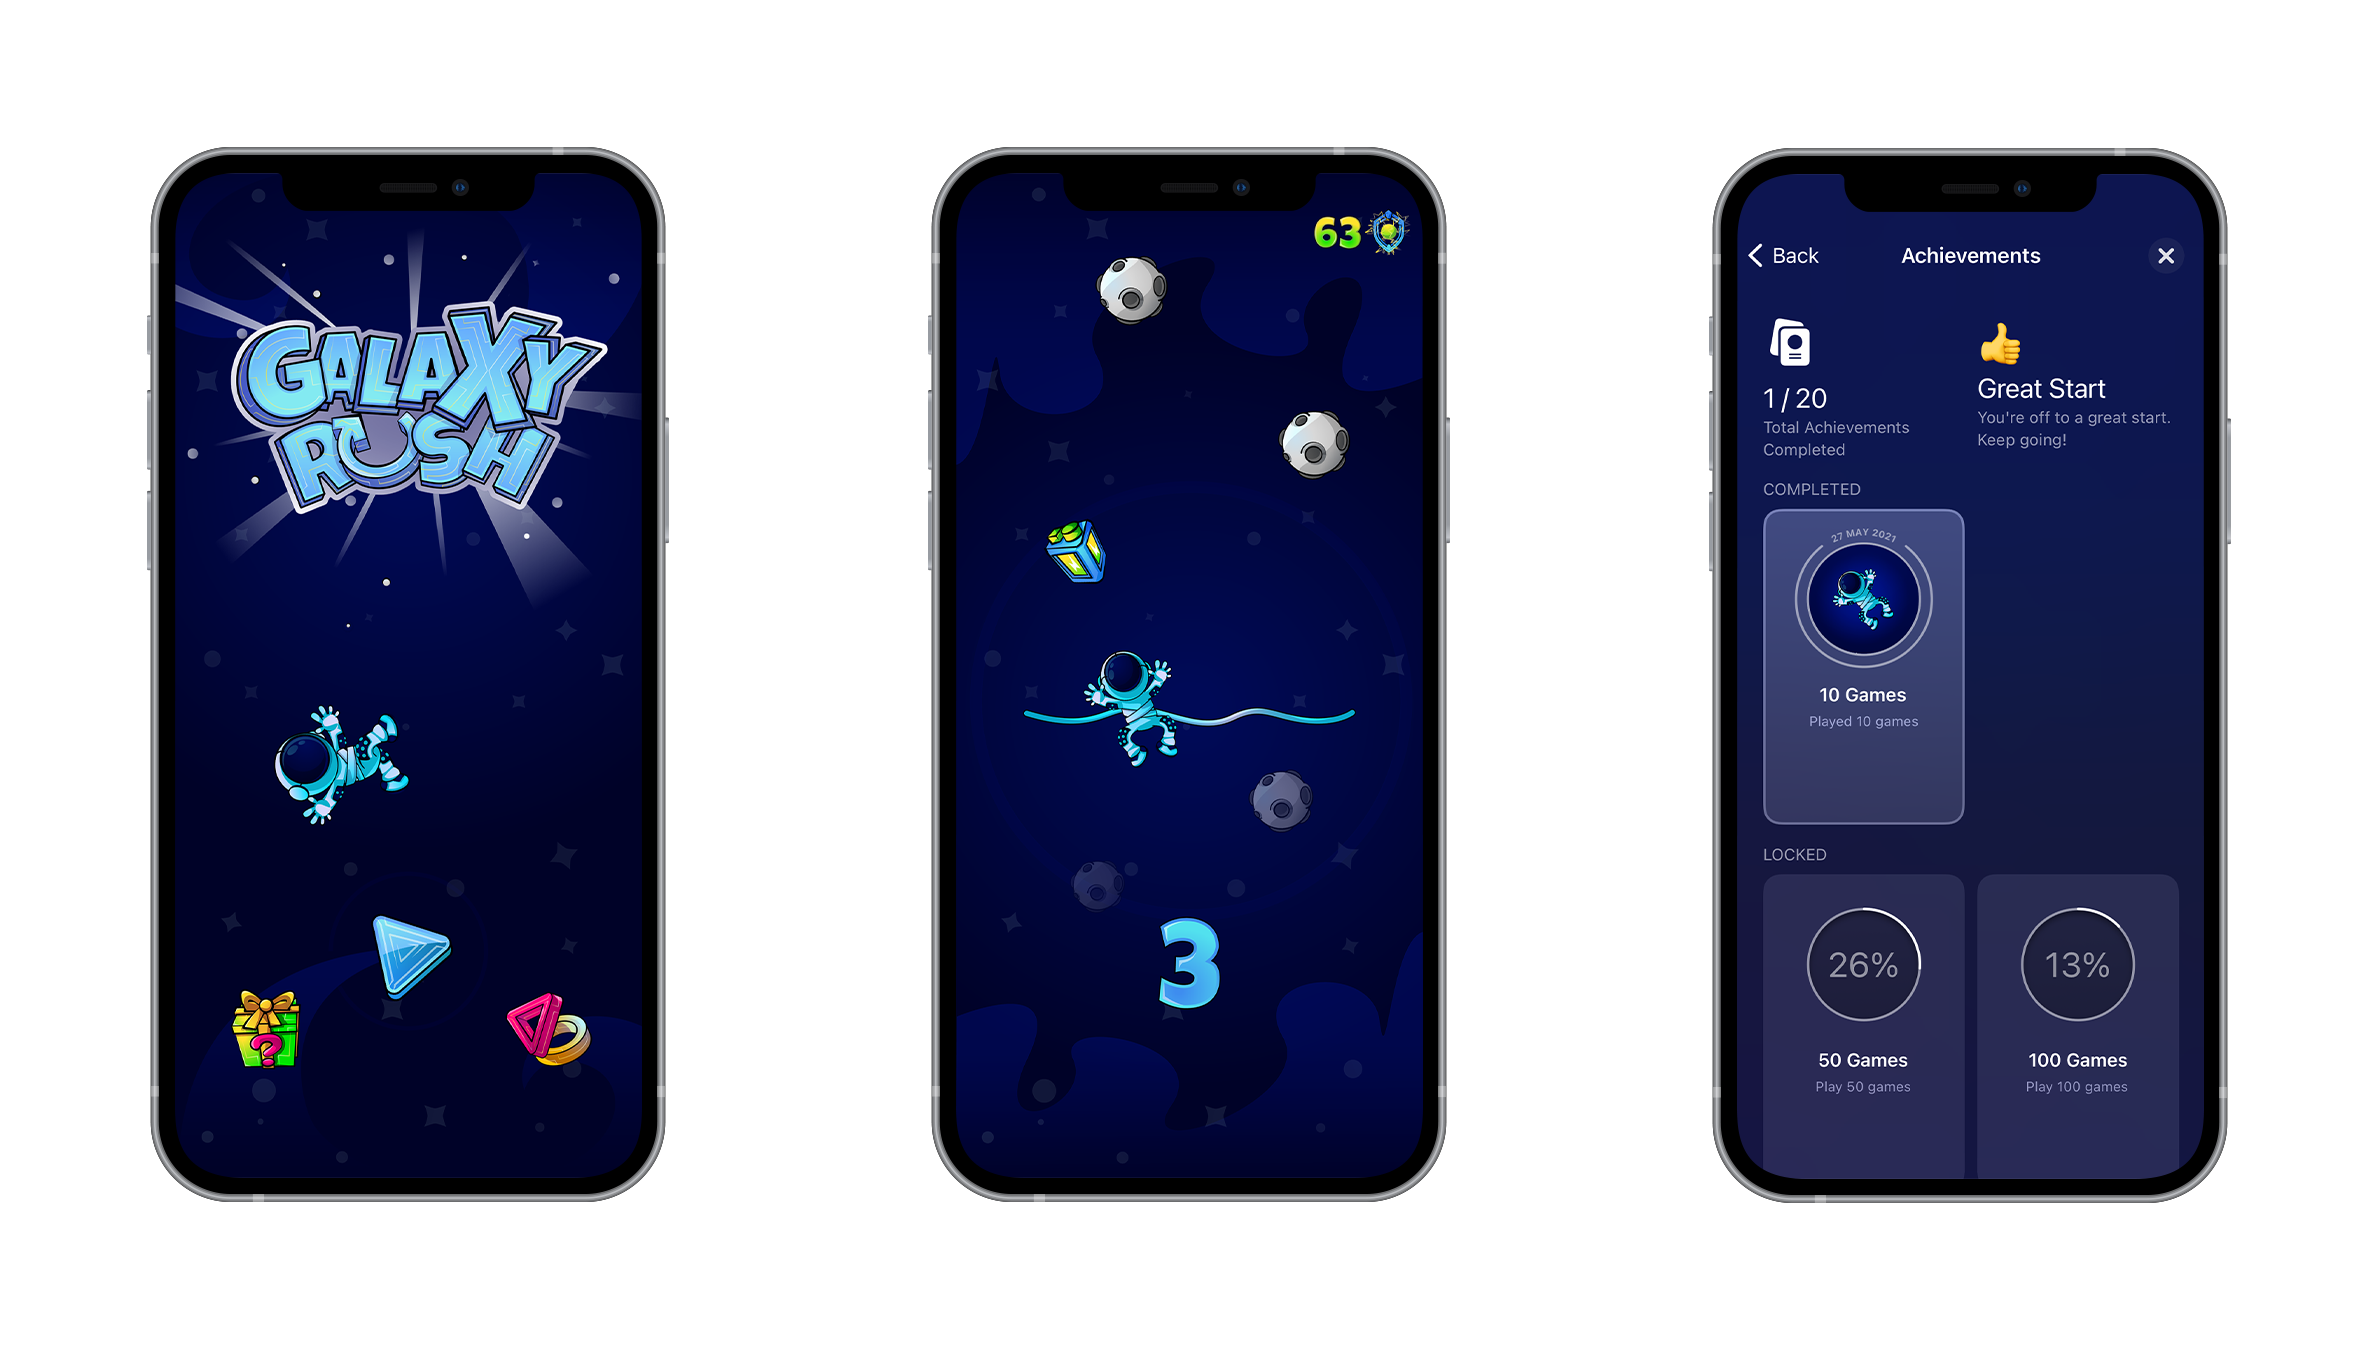 GALAXY
RUSH
?
63
3
Back
Achievements
1 / 20
Total Achievements
Completed
Great Start
You're off to a great start.
Keep going!
COMPLETED
27 MAY 2021
10 Games
Played 10 games
LOCKED
26%
50 Games
Play 50 games
13%
100 Games
Play 100 games